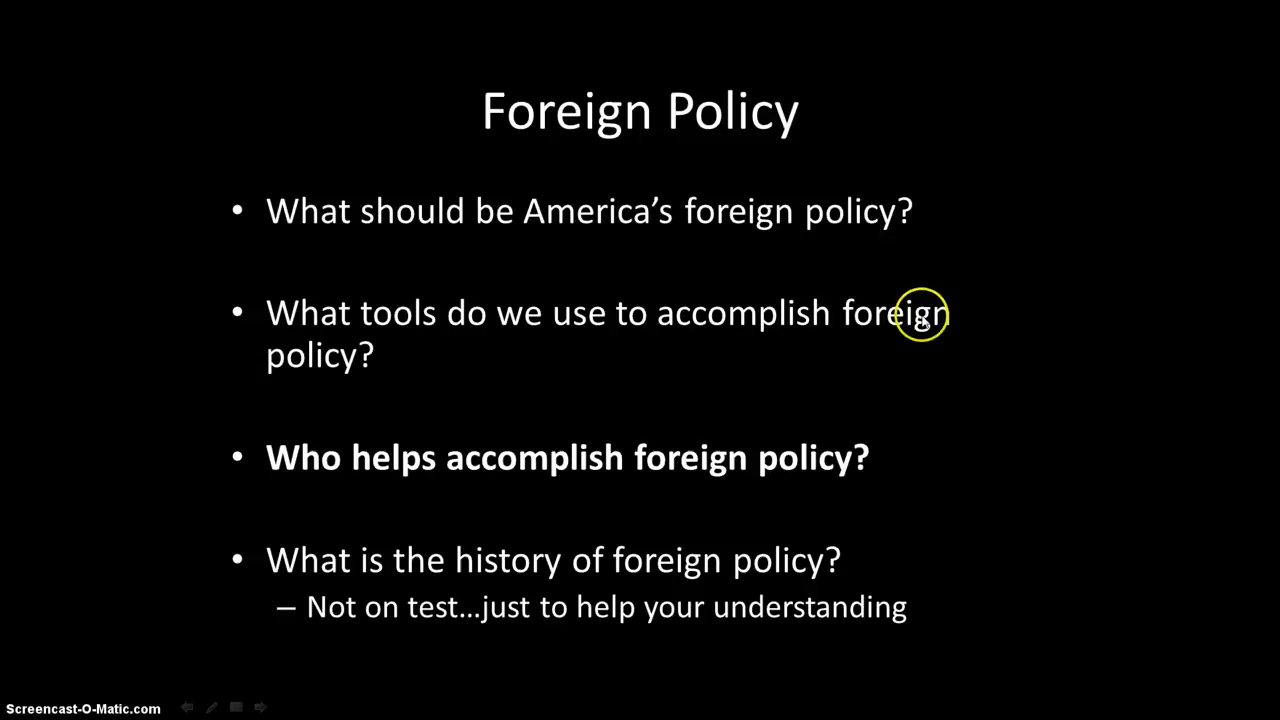 Foreign Policy
• What should be America’s foreign policy?
• What tools do we use to accomplish foreign
policy?
• Who helps accomplish foreign policy?
• What is the history of foreign policy?
– Not on test…just to help your understanding
Screencast-O-Matic.com